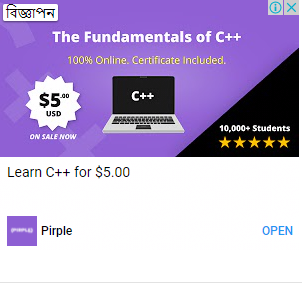 বিজ্ঞাপন
The Fundamentals of C++
100% Online. Certificate Included.
$5.00
USD
ON SALE NOW
C++
10,000+ Students
Learn C++ for $5.00
Pirple
OPEN